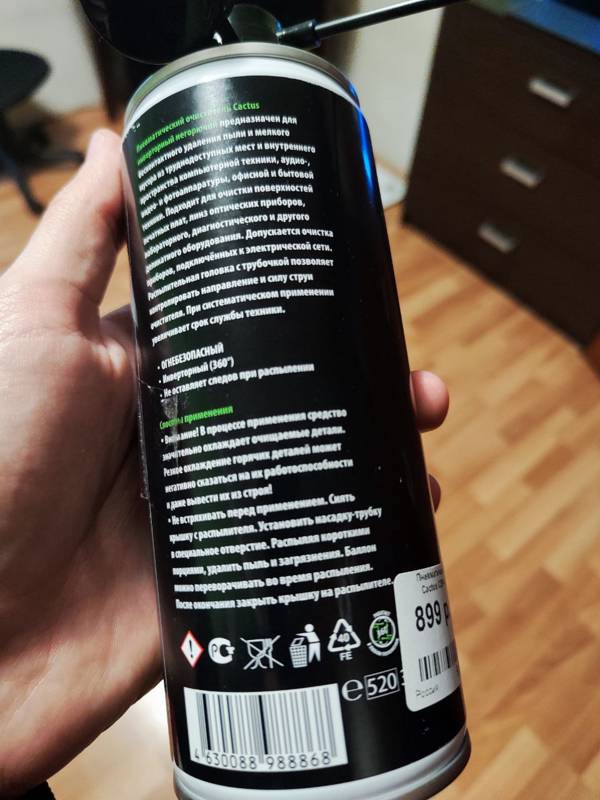 Пневматический очиститель Cactus
инверторный негорючий предназначен для
бесконтактного удаления пыли и мелкого
мусора из труднодоступных мест и внутреннего
пространства компьютерной техники, аудио-,
видео- и фотоаппаратуры, офисной и бытовой
техники. Подходит для очистки поверхностей
печатных плат, линз оптических приборов,
лабораторного, диагностического и другого
оборудования. Допускается очистка
приборов, подключённых к электрической сети.
Распылительная головка с трубочкой позволяет
контролировать направление и силу струи
очистителя. При систематическом применении
увеличивает срок службы техники.
• ОГНЕБЕЗОПАСНЫЙ
• Инверторный (360°)
• Не оставляет следов при распылении
Способ применения
• Внимание! В процессе применения средство
значительно охлаждает очищаемые детали.
Резкое охлаждение горячих деталей может
негативно сказаться на их работоспособности
и даже вывести их из строя!
• Не встряхивать перед применением. Снять
крышку с распылителя. Установить насадку-трубку
в специальное отверстие. Распыляя короткими
порциями, удалить пыль и загрязнения. Баллон
можно переворачивать во время распыления.
После окончания закрыть крышку на распылителе.
40
FE
e 520
4 630088 988868
Cactus
899
Россия